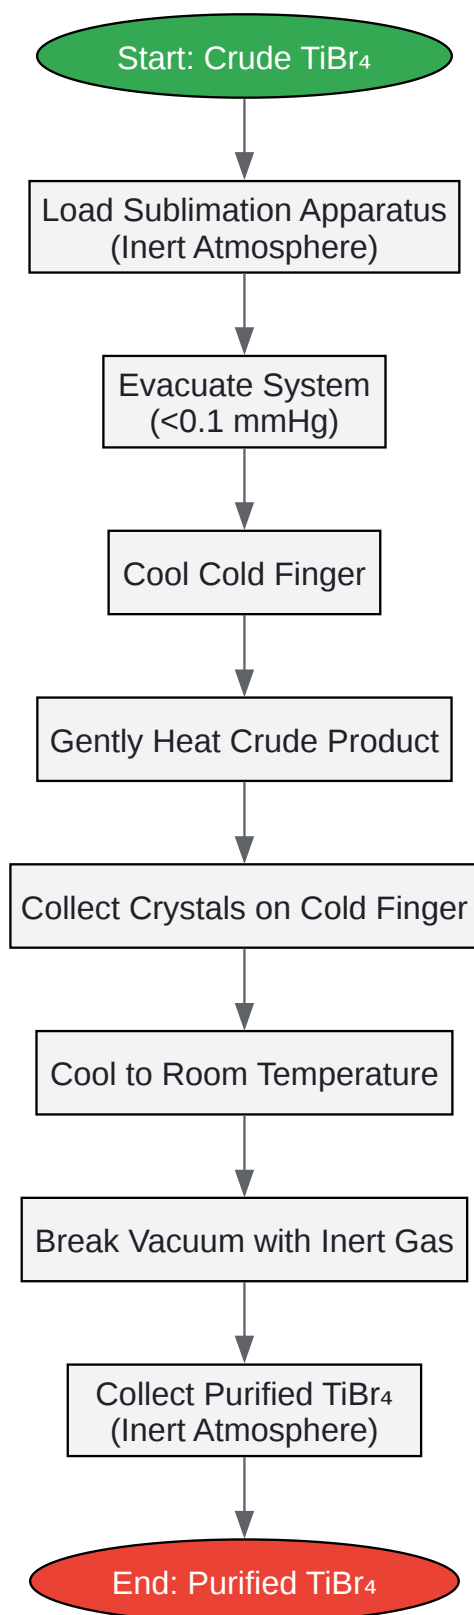 Start: Crude TiBr₄
Load Sublimation Apparatus
(Inert Atmosphere)
Evacuate System
(<0.1 mmHg)
Cool Cold Finger
Gently Heat Crude Product
Collect Crystals on Cold Finger
Cool to Room Temperature
Break Vacuum with Inert Gas
Collect Purified TiBr₄
(Inert Atmosphere)
End: Purified TiBr₄